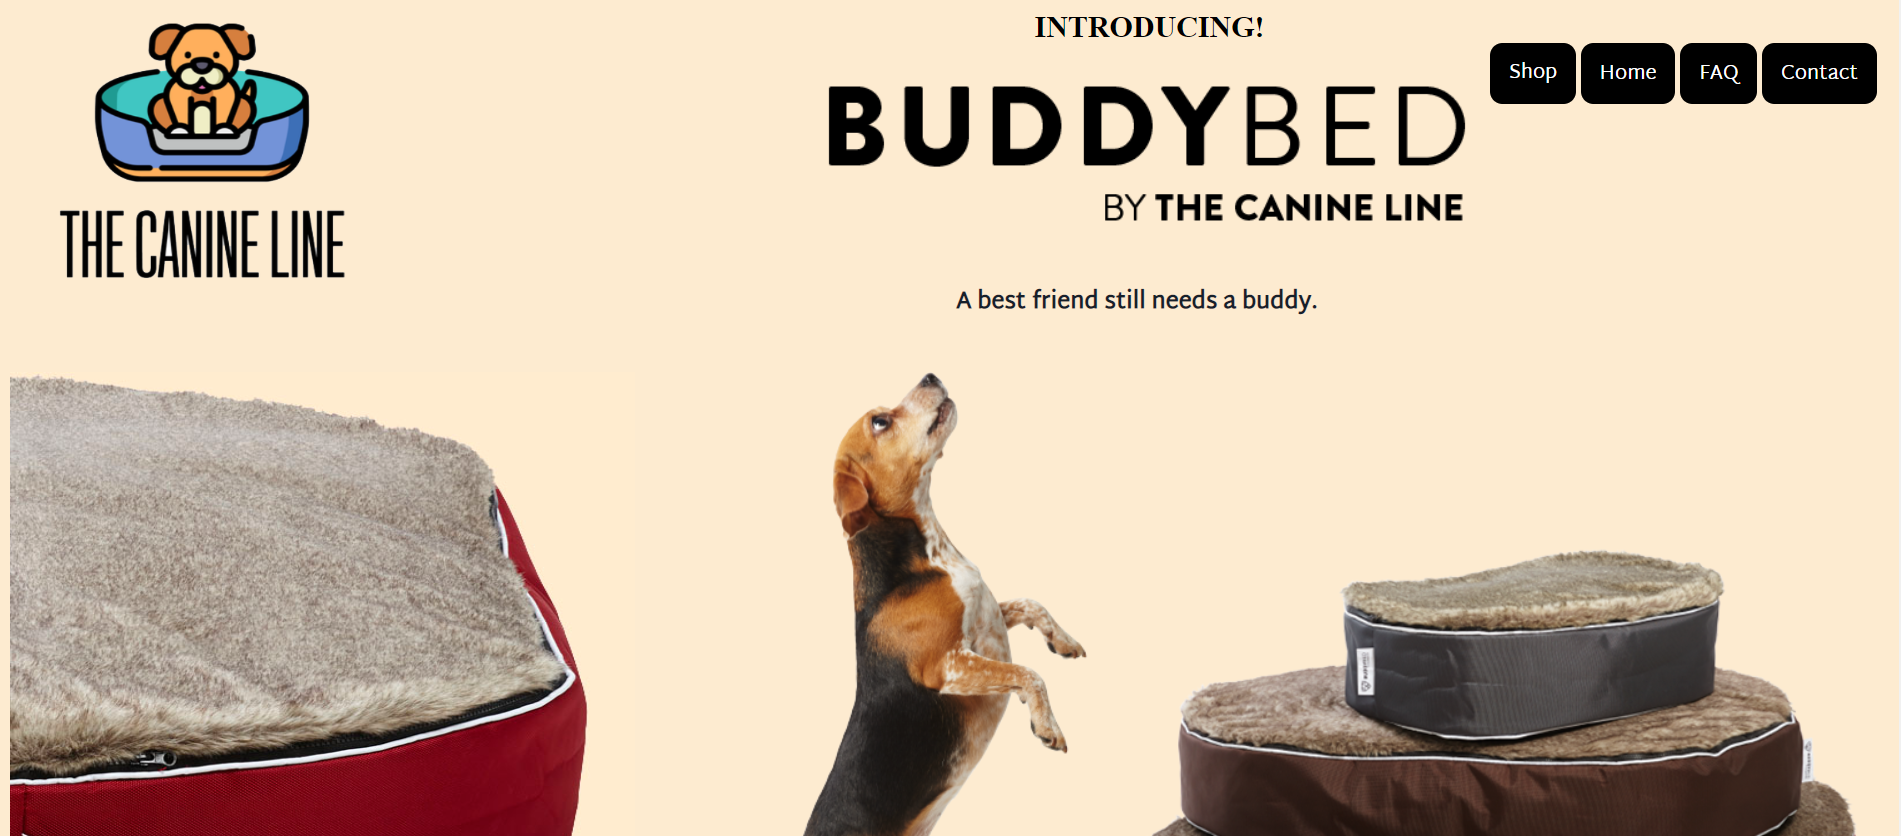 INTRODUCING!
Shop
Home
FAQ
Contact
BUDDYBED
BY THE CANINE LINE
THE CANINE LINE
A best friend still needs a buddy.